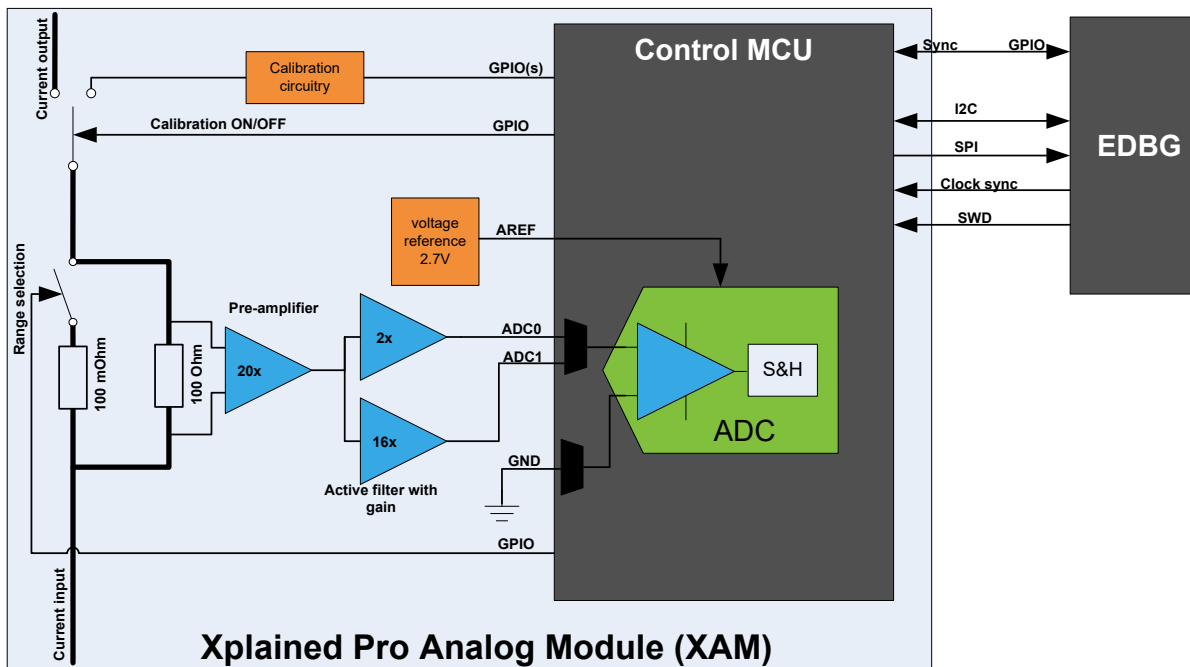 Current output
Calibration
circuitry
GPIO(s)
Control MCU
Sync
GPIO
Calibration ON/OFF
GPIO
I2C
SPI
EDBG
Clock sync
SWD
voltage
reference
2.7V
AREF
Range selection
Pre-amplifier
100 mOhm
100 Ohm
20x
2x
16x
ADC0
ADC1
S&H
ADC
GND
Active filter with
gain
GPIO
Current input
Xplained Pro Analog Module (XAM)